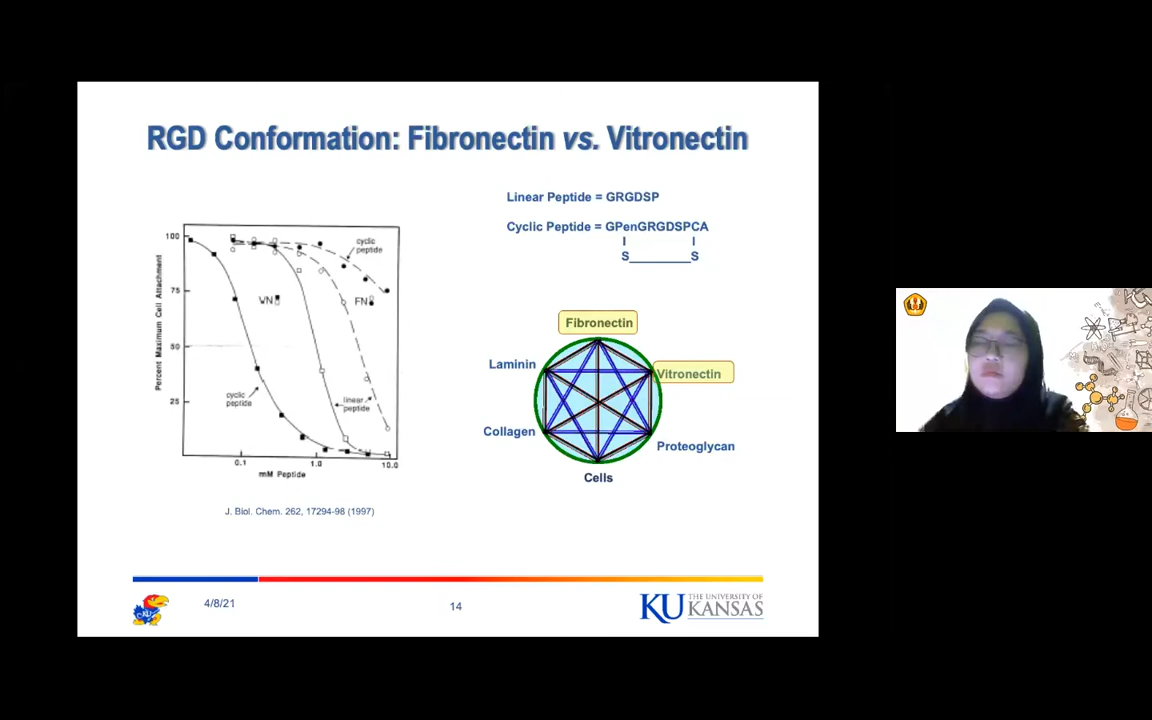 RGD Conformation: Fibronectin vs. Vitronectin
Linear Peptide = GRGDSP
Cyclic Peptide = GPenGRGDSPCA
I I
S_________S
Percent Maximum Cell Attachment
100
75
50
25
cyclic
peptide
VN
FN
cyclic
peptide
linear
peptide
0.1
1.0
10.0
mM Peptide
J. Biol. Chem. 262, 17294-98 (1997)
Fibronectin
Laminin
Vitronectin
Collagen
Proteoglycan
Cells
4/8/21
14
KU THE UNIVERSITY OF
KANSAS